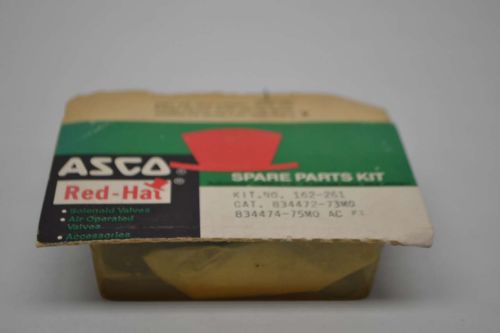 ASCO®
Red-Hat®
• Solenoid Valves
• Air Operated
Valves
• Accessories
SPARE PARTS KIT
KIT.NO. 162-261
CAT. 834472-73MO
834474-75MO AC